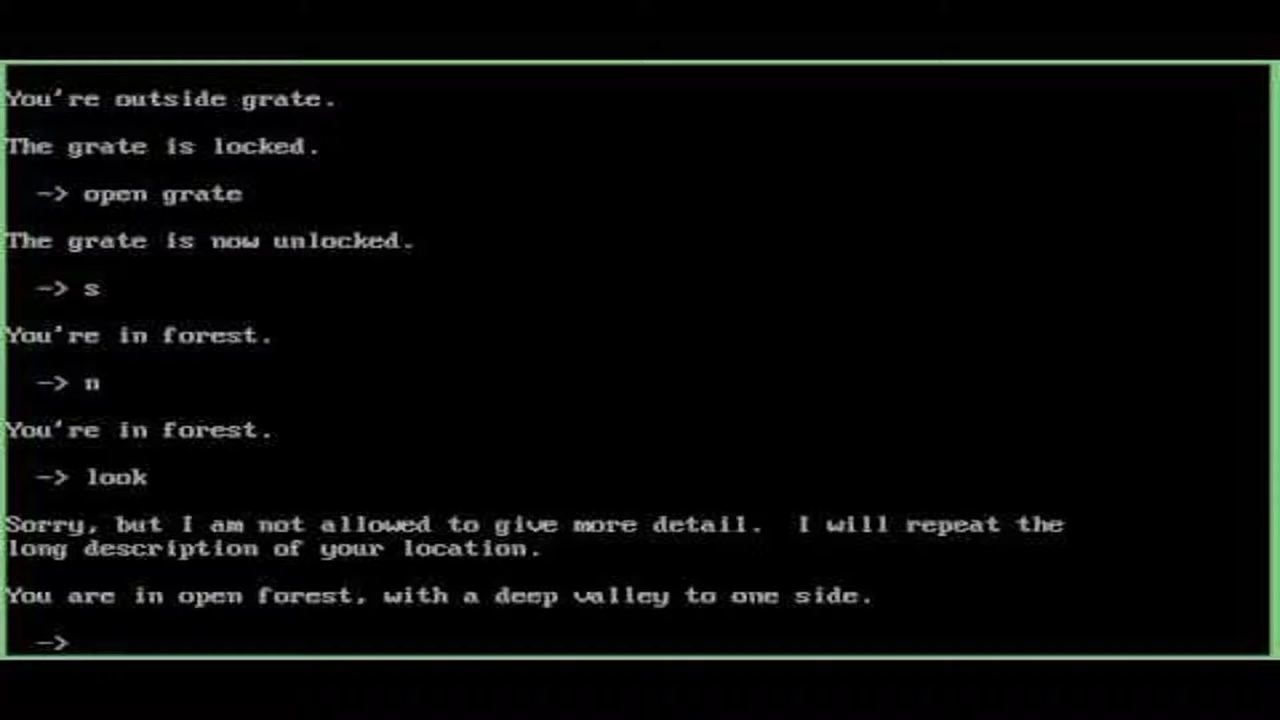 You're outside grate.
The grate is locked.
-> open grate
The grate is now unlocked.
-> s
You're in forest.
-> n
You're in forest.
-> look
Sorry, but I am not allowed to give more detail.  I will repeat the
long description of your location.
You are in open forest, with a deep valley to one side.
->